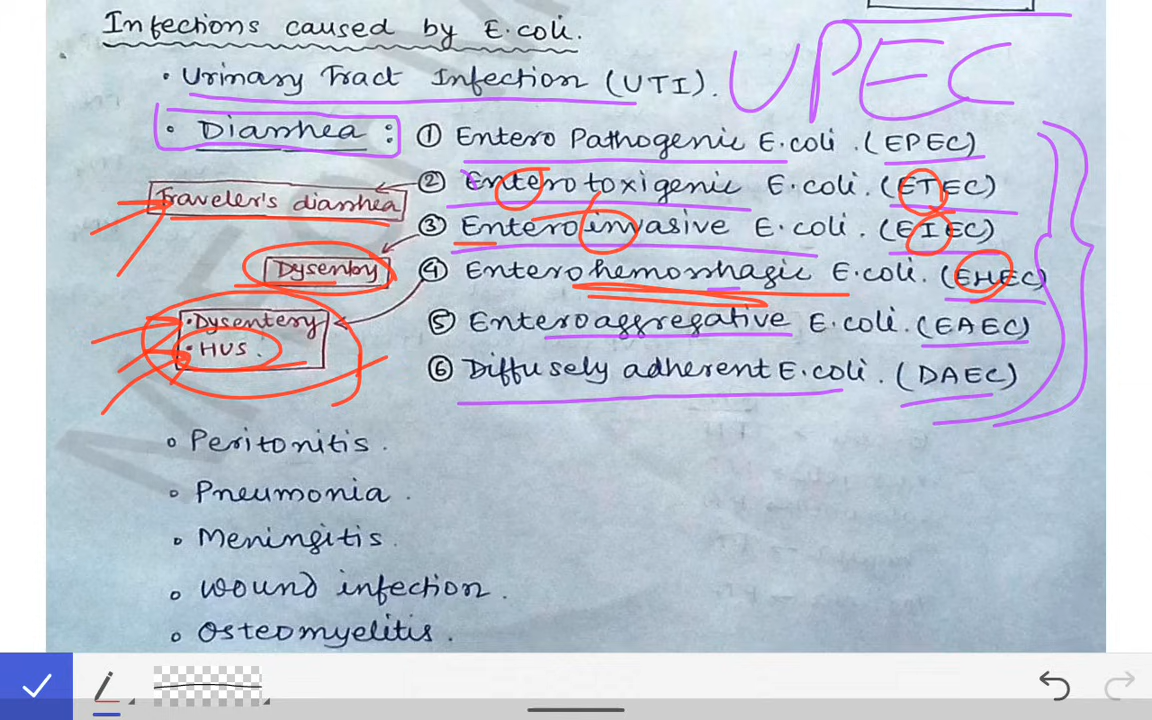 Infections caused by E.coli.
• Urinary Tract Infection (UTI). UPEC
• Diarrhea : ① Entero Pathogenic E.coli. (EPEC)
② Enterotoxigenic E.coli. (ETEC)
Traveler's diarrhea
③ Enteroinvasive E.coli. (EIEC)
Dysentry
④ Enterohemorrhagic E.coli. (EHEC)
• Dysentery
• HUS.
⑤ Enteroaggregative E.coli. (EAEC)
⑥ Diffusely adherent E.coli. (DAEC)
• Peritonitis.
• Pneumonia.
• Meningitis.
• Wound infection.
• Osteomyelitis.